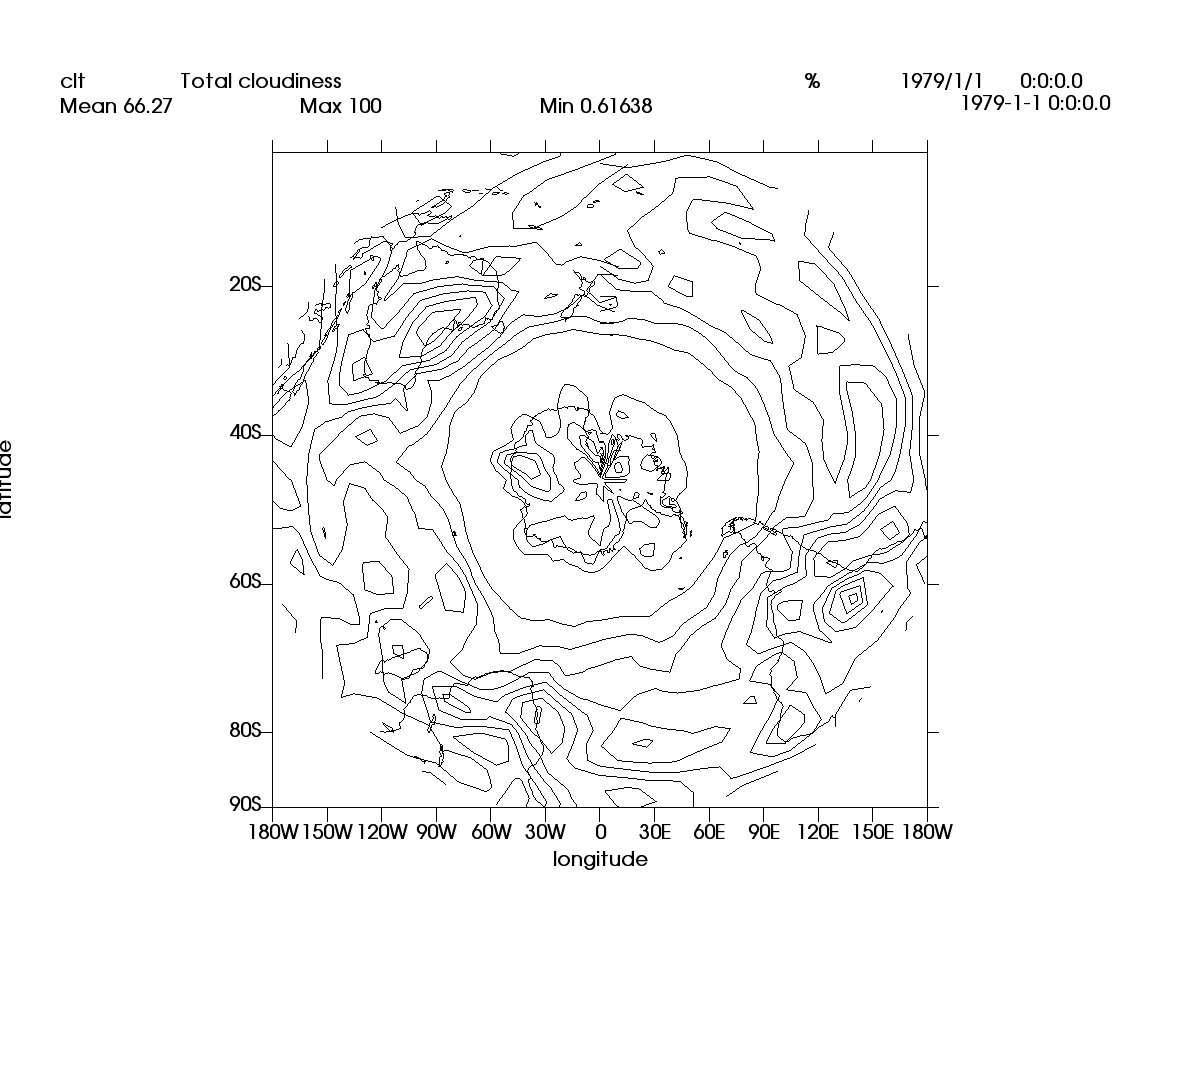 clt Total cloudiness % 1979/1/1 0:0:0.0
Mean 66.27 Max 100 Min 0.61638 1979-1-1 0:0:0.0
20S
40S
latitude
60S
80S
90S
180W 150W 120W 90W 60W 30W 0 30E 60E 90E 120E 150E 180W
longitude